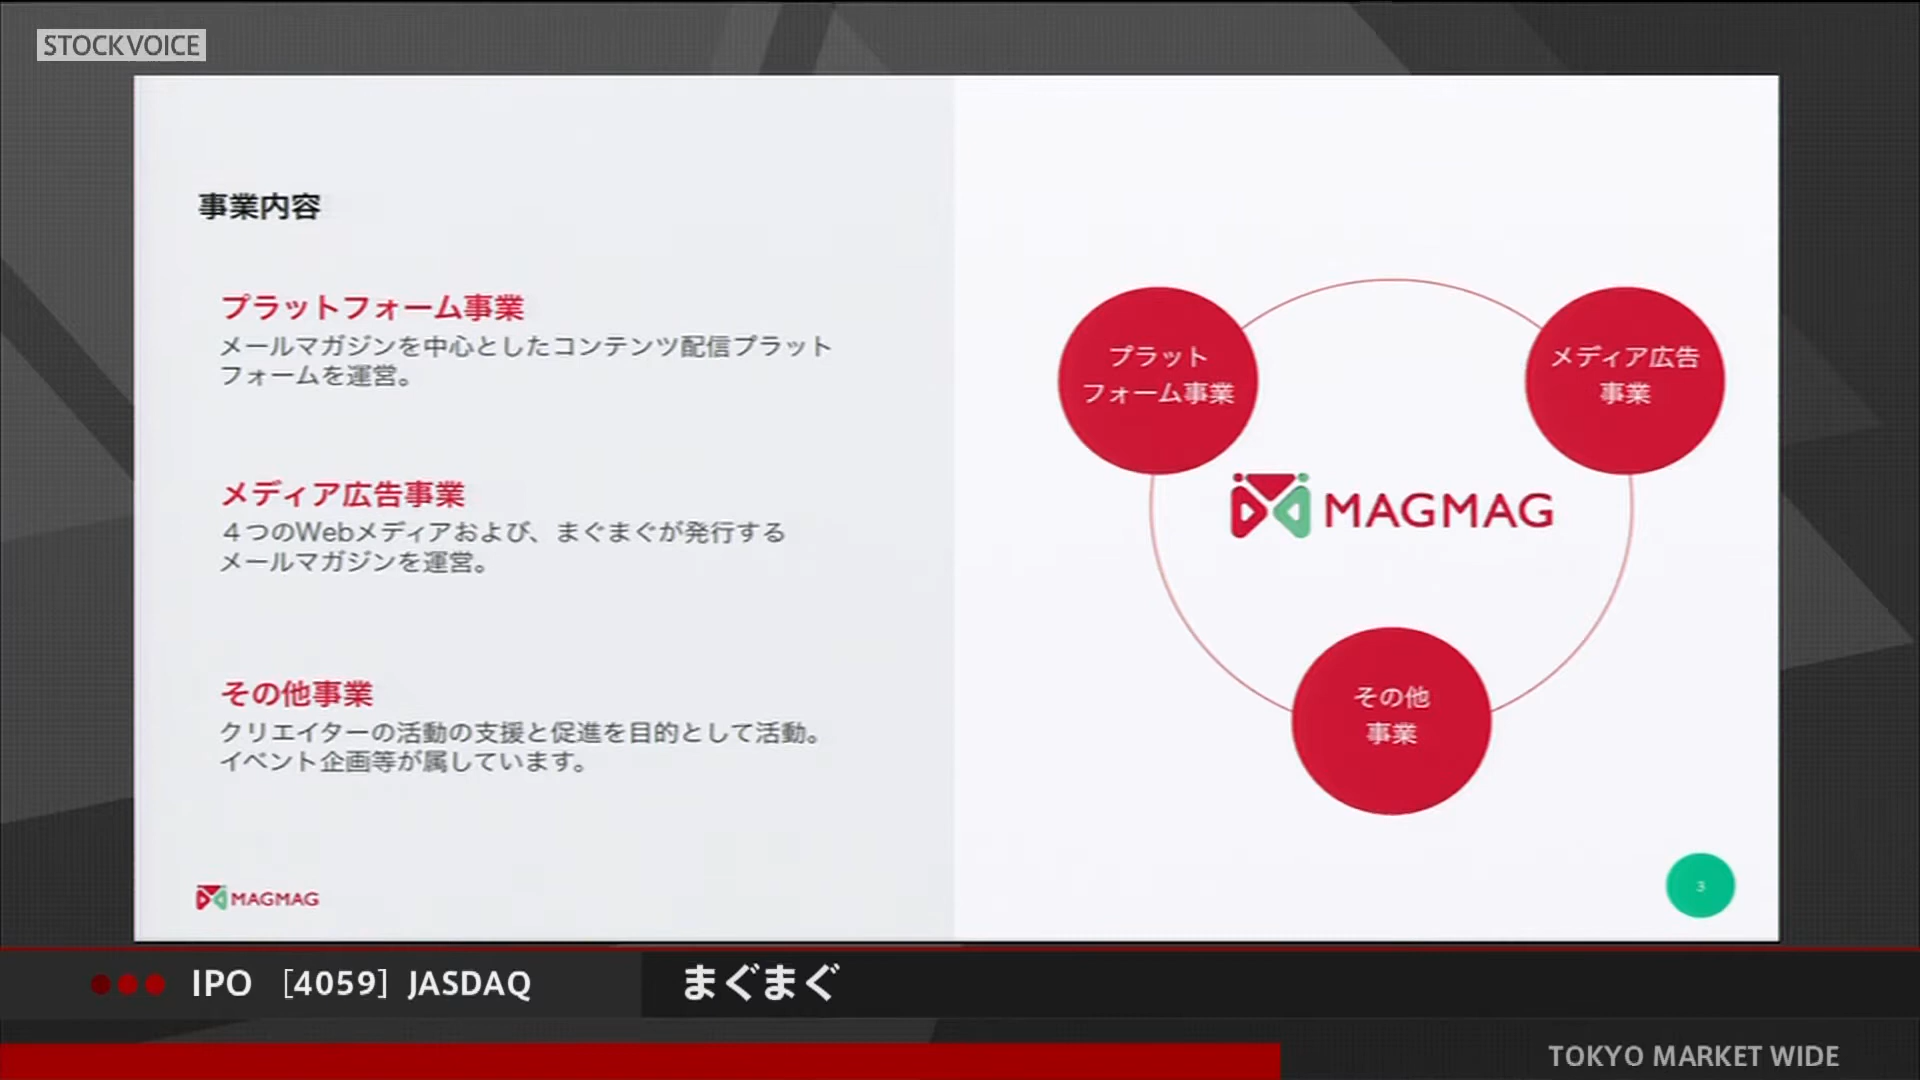 STOCKVOICE
事業内容
プラットフォーム事業
メールマガジンを中心としたコンテンツ配信プラット
フォームを運営。
メディア広告事業
４つのWebメディアおよび、まぐまぐが発行する
メールマガジンを運営。
その他事業
クリエイターの活動の支援と促進を目的として活動。
イベント企画等が属しています。
MAGMAG
プラット
フォーム事業
メディア広告
事業
MAGMAG
その他
事業
3
IPO [4059] JASDAQ
まぐまぐ
TOKYO MARKET WIDE